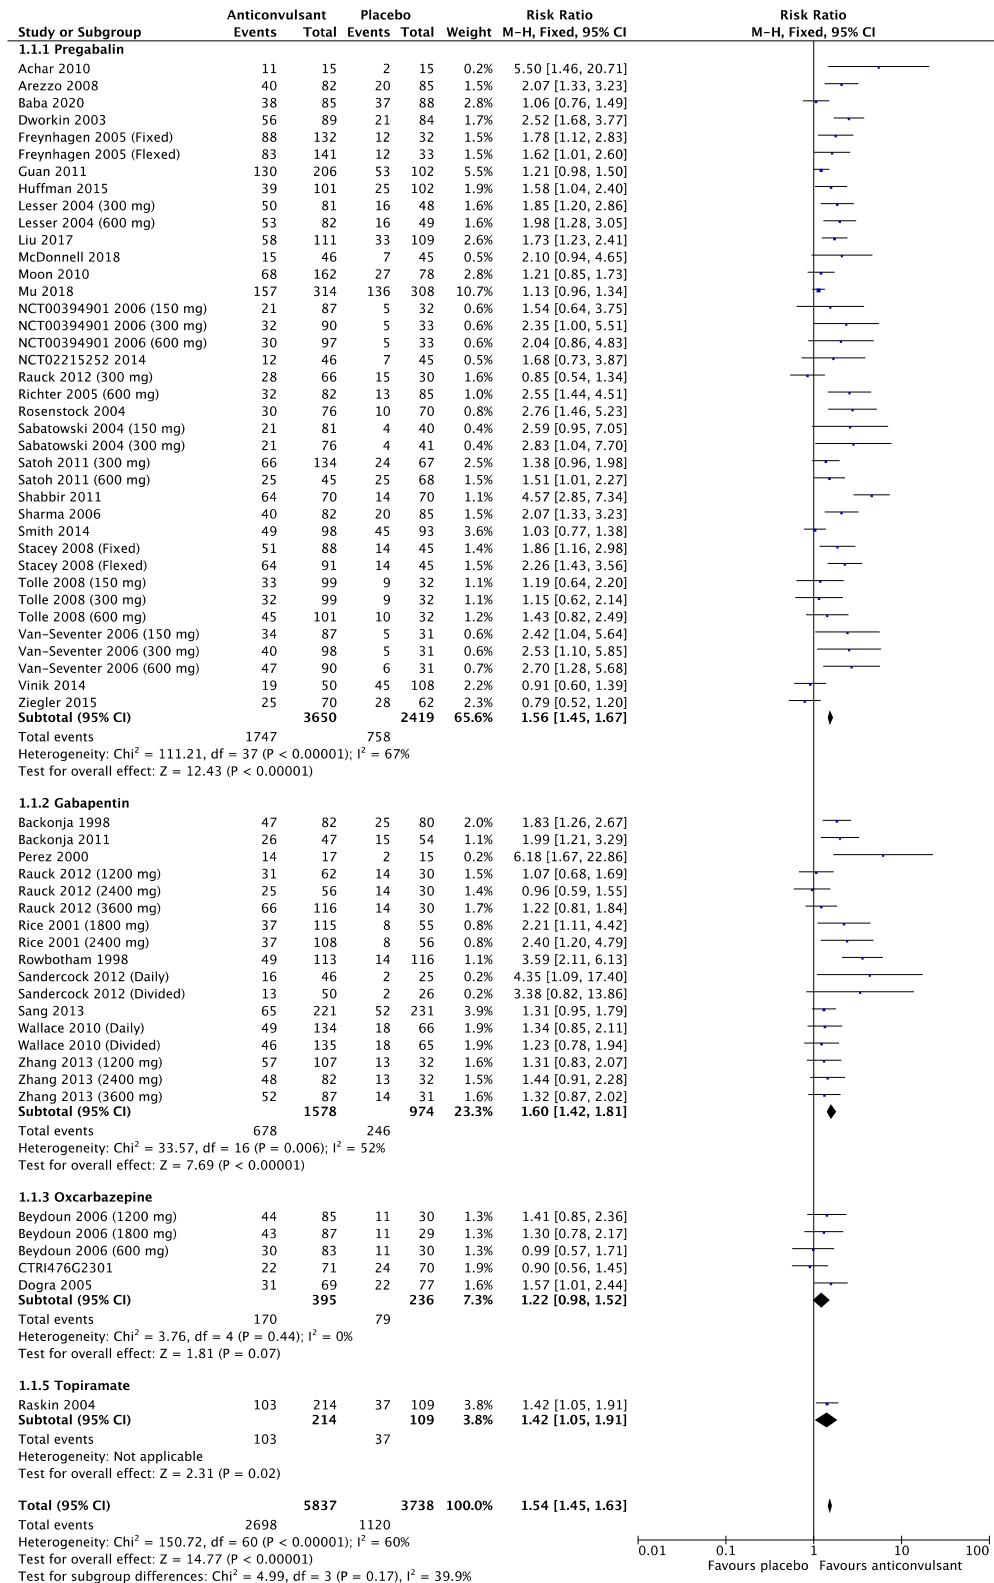 Anticonvulsant Placebo Risk Ratio Risk Ratio
Study or Subgroup Events Total Events Total Weight M-H, Fixed, 95% CI M-H, Fixed, 95% CI
1.1.1 Pregabalin
Achar 2010 11 15 2 15 0.2% 5.50 [1.46, 20.71]
Arezzo 2008 40 82 20 85 1.5% 2.07 [1.33, 3.23]
Baba 2020 38 85 37 88 2.8% 1.06 [0.76, 1.49]
Dworkin 2003 56 89 21 84 1.7% 2.52 [1.68, 3.77]
Freynhagen 2005 (Fixed) 88 132 12 32 1.5% 1.78 [1.12, 2.83]
Freynhagen 2005 (Flexed) 83 141 12 33 1.5% 1.62 [1.01, 2.60]
Guan 2011 130 206 53 102 5.5% 1.21 [0.98, 1.50]
Huffman 2015 39 101 25 102 1.9% 1.58 [1.04, 2.40]
Lesser 2004 (300 mg) 50 81 16 48 1.6% 1.85 [1.20, 2.86]
Lesser 2004 (600 mg) 53 82 16 49 1.6% 1.98 [1.28, 3.05]
Liu 2017 58 111 33 109 2.6% 1.73 [1.23, 2.41]
McDonnell 2018 15 46 7 45 0.5% 2.10 [0.94, 4.65]
Moon 2010 68 162 27 78 2.8% 1.21 [0.85, 1.73]
Mu 2018 157 314 136 308 10.7% 1.13 [0.96, 1.34]
NCT00394901 2006 (150 mg) 21 87 5 32 0.6% 1.54 [0.64, 3.75]
NCT00394901 2006 (300 mg) 32 90 5 33 0.6% 2.35 [1.00, 5.51]
NCT00394901 2006 (600 mg) 30 97 5 33 0.6% 2.04 [0.86, 4.83]
NCT02215252 2014 12 46 7 45 0.5% 1.68 [0.73, 3.87]
Rauck 2012 (300 mg) 28 66 15 30 1.6% 0.85 [0.54, 1.34]
Richter 2005 (600 mg) 32 82 13 85 1.0% 2.55 [1.44, 4.51]
Rosenstock 2004 30 76 10 70 0.8% 2.76 [1.46, 5.23]
Sabatowski 2004 (150 mg) 21 81 4 40 0.4% 2.59 [0.95, 7.05]
Sabatowski 2004 (300 mg) 21 76 4 41 0.4% 2.83 [1.04, 7.70]
Satoh 2011 (300 mg) 66 134 24 67 2.5% 1.38 [0.96, 1.98]
Satoh 2011 (600 mg) 25 45 25 68 1.5% 1.51 [1.01, 2.27]
Shabbir 2011 64 70 14 70 1.1% 4.57 [2.85, 7.34]
Sharma 2006 40 82 20 85 1.5% 2.07 [1.33, 3.23]
Smith 2014 49 98 45 93 3.6% 1.03 [0.77, 1.38]
Stacey 2008 (Fixed) 51 88 14 45 1.4% 1.86 [1.16, 2.98]
Stacey 2008 (Flexed) 64 91 14 45 1.5% 2.26 [1.43, 3.56]
Tolle 2008 (150 mg) 33 99 9 32 1.1% 1.19 [0.64, 2.20]
Tolle 2008 (300 mg) 32 99 9 32 1.1% 1.15 [0.62, 2.14]
Tolle 2008 (600 mg) 45 101 10 32 1.2% 1.43 [0.82, 2.49]
Van-Seventer 2006 (150 mg) 34 87 5 31 0.6% 2.42 [1.04, 5.64]
Van-Seventer 2006 (300 mg) 40 98 5 31 0.6% 2.53 [1.10, 5.85]
Van-Seventer 2006 (600 mg) 47 90 6 31 0.7% 2.70 [1.28, 5.68]
Vinik 2014 19 50 45 108 2.2% 0.91 [0.60, 1.39]
Ziegler 2015 25 70 28 62 2.3% 0.79 [0.52, 1.20]
Subtotal (95% CI) 3650 2419 65.6% 1.56 [1.45, 1.67]
Total events 1747 758
Heterogeneity: Chi² = 111.21, df = 37 (P < 0.00001); I² = 67%
Test for overall effect: Z = 12.43 (P < 0.00001)
1.1.2 Gabapentin
Backonja 1998 47 82 25 80 2.0% 1.83 [1.26, 2.67]
Backonja 2011 26 47 15 54 1.1% 1.99 [1.21, 3.29]
Perez 2000 14 17 2 15 0.2% 6.18 [1.67, 22.86]
Rauck 2012 (1200 mg) 31 62 14 30 1.5% 1.07 [0.68, 1.69]
Rauck 2012 (2400 mg) 25 56 14 30 1.4% 0.96 [0.59, 1.55]
Rauck 2012 (3600 mg) 66 116 14 30 1.7% 1.22 [0.81, 1.84]
Rice 2001 (1800 mg) 37 115 8 55 0.8% 2.21 [1.11, 4.42]
Rice 2001 (2400 mg) 37 108 8 56 0.8% 2.40 [1.20, 4.79]
Rowbotham 1998 49 113 14 116 1.1% 3.59 [2.11, 6.13]
Sandercock 2012 (Daily) 16 46 2 25 0.2% 4.35 [1.09, 17.40]
Sandercock 2012 (Divided) 13 50 2 26 0.2% 3.38 [0.82, 13.86]
Sang 2013 65 221 52 231 3.9% 1.31 [0.95, 1.79]
Wallace 2010 (Daily) 49 134 18 66 1.9% 1.34 [0.85, 2.11]
Wallace 2010 (Divided) 46 135 18 65 1.9% 1.23 [0.78, 1.94]
Zhang 2013 (1200 mg) 57 107 13 32 1.5% 1.31 [0.83, 2.07]
Zhang 2013 (2400 mg) 48 82 13 32 1.5% 1.44 [0.91, 2.28]
Zhang 2013 (3600 mg) 52 87 14 31 1.6% 1.32 [0.87, 2.02]
Subtotal (95% CI) 1578 974 23.3% 1.60 [1.42, 1.81]
Total events 678 246
Heterogeneity: Chi² = 33.57, df = 16 (P = 0.006); I² = 52%
Test for overall effect: Z = 7.69 (P < 0.00001)
1.1.3 Oxcarbazepine
Beydoun 2006 (1200 mg) 44 85 11 30 1.3% 1.41 [0.85, 2.36]
Beydoun 2006 (1800 mg) 43 87 11 29 1.3% 1.30 [0.78, 2.17]
Beydoun 2006 (600 mg) 30 83 11 30 1.3% 0.99 [0.57, 1.71]
CTRI476G2301 22 71 24 70 1.9% 0.90 [0.56, 1.45]
Dogra 2005 31 69 22 77 1.6% 1.57 [1.01, 2.44]
Subtotal (95% CI) 395 236 7.3% 1.22 [0.98, 1.52]
Total events 170 79
Heterogeneity: Chi² = 3.76, df = 4 (P = 0.44); I² = 0%
Test for overall effect: Z = 1.81 (P = 0.07)
1.1.5 Topiramate
Raskin 2004 103 214 37 109 3.8% 1.42 [1.05, 1.91]
Subtotal (95% CI) 214 109 3.8% 1.42 [1.05, 1.91]
Total events 103 37
Heterogeneity: Not applicable
Test for overall effect: Z = 2.31 (P = 0.02)
Total (95% CI) 5837 3738 100.0% 1.54 [1.45, 1.63]
Total events 2698 1120
Heterogeneity: Chi² = 150.72, df = 60 (P < 0.00001); I² = 60%
Test for overall effect: Z = 14.77 (P < 0.00001)
Test for subgroup differences: Chi² = 4.99, df = 3 (P = 0.17), I² = 39.9%
0.01 0.1 1 10 100
Favours placebo Favours anticonvulsant